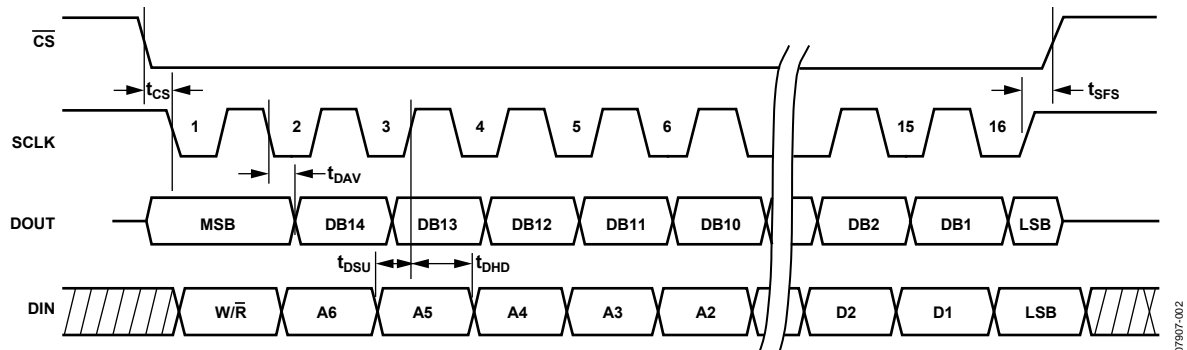 CS
tCS
tSFS
1 2 3 4 5 6 15 16
SCLK
tDAV
DOUT MSB DB14 DB13 DB12 DB11 DB10 DB2 DB1 LSB
tDSU tDHD
DIN W/R A6 A5 A4 A3 A2 D2 D1 LSB
07907-002